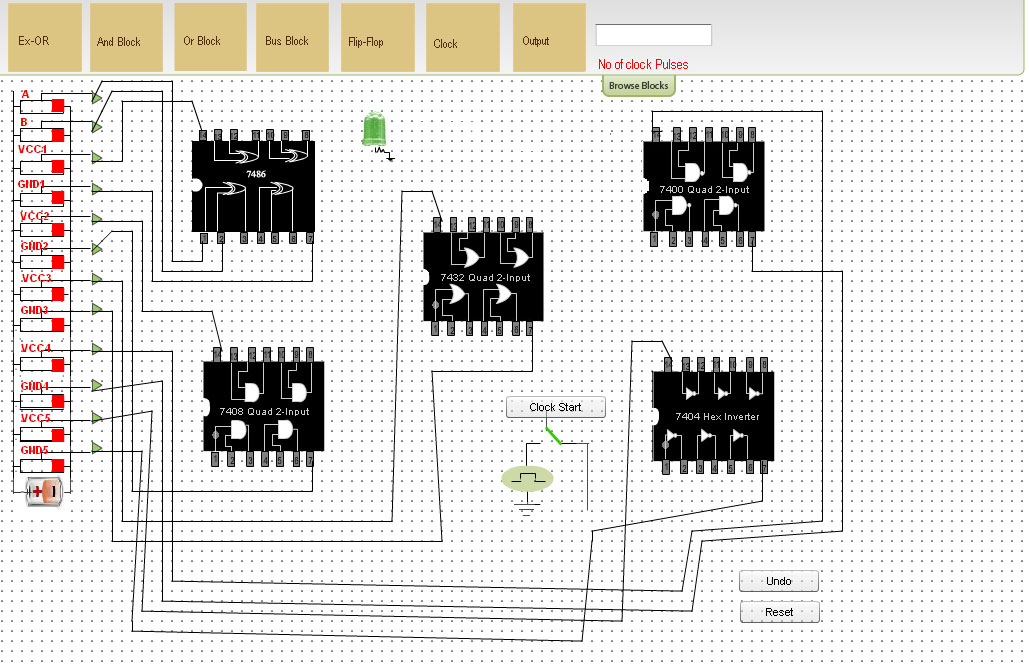 Ex-OR
And Block
Or Block
Bus Block
Flip-Flop
Clock
Output
No of clock Pulses
Browse Blocks
A
B
VCC1
GND1
VCC2
GND2
VCC3
GND3
VCC4
GND4
VCC5
GND5
7486
7400 Quad 2-Input
7432 Quad 2-Input
7408 Quad 2-Input
7404 Hex Inverter
Clock Start
Undo
Reset